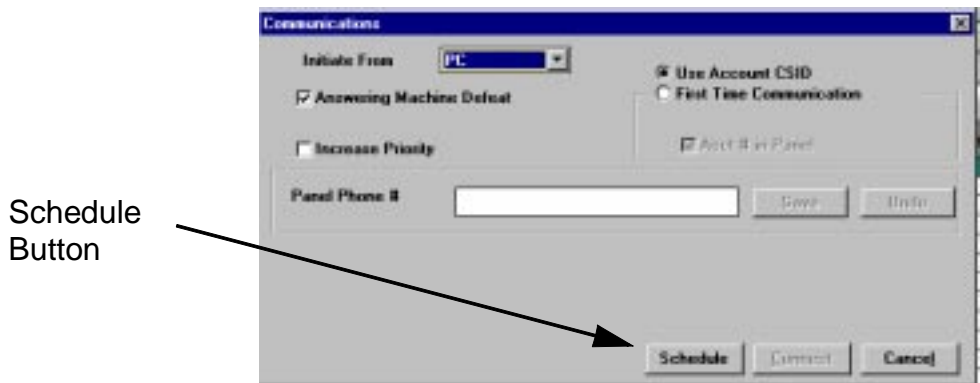 Communications
Initiate From PC
Use Account CSID
Answering Machine Defeat
First Time Communication
Increase Priority
Acct # in Panel
Panel Phone #
Save
Undo
Schedule
Button
Schedule
Connect
Cancel